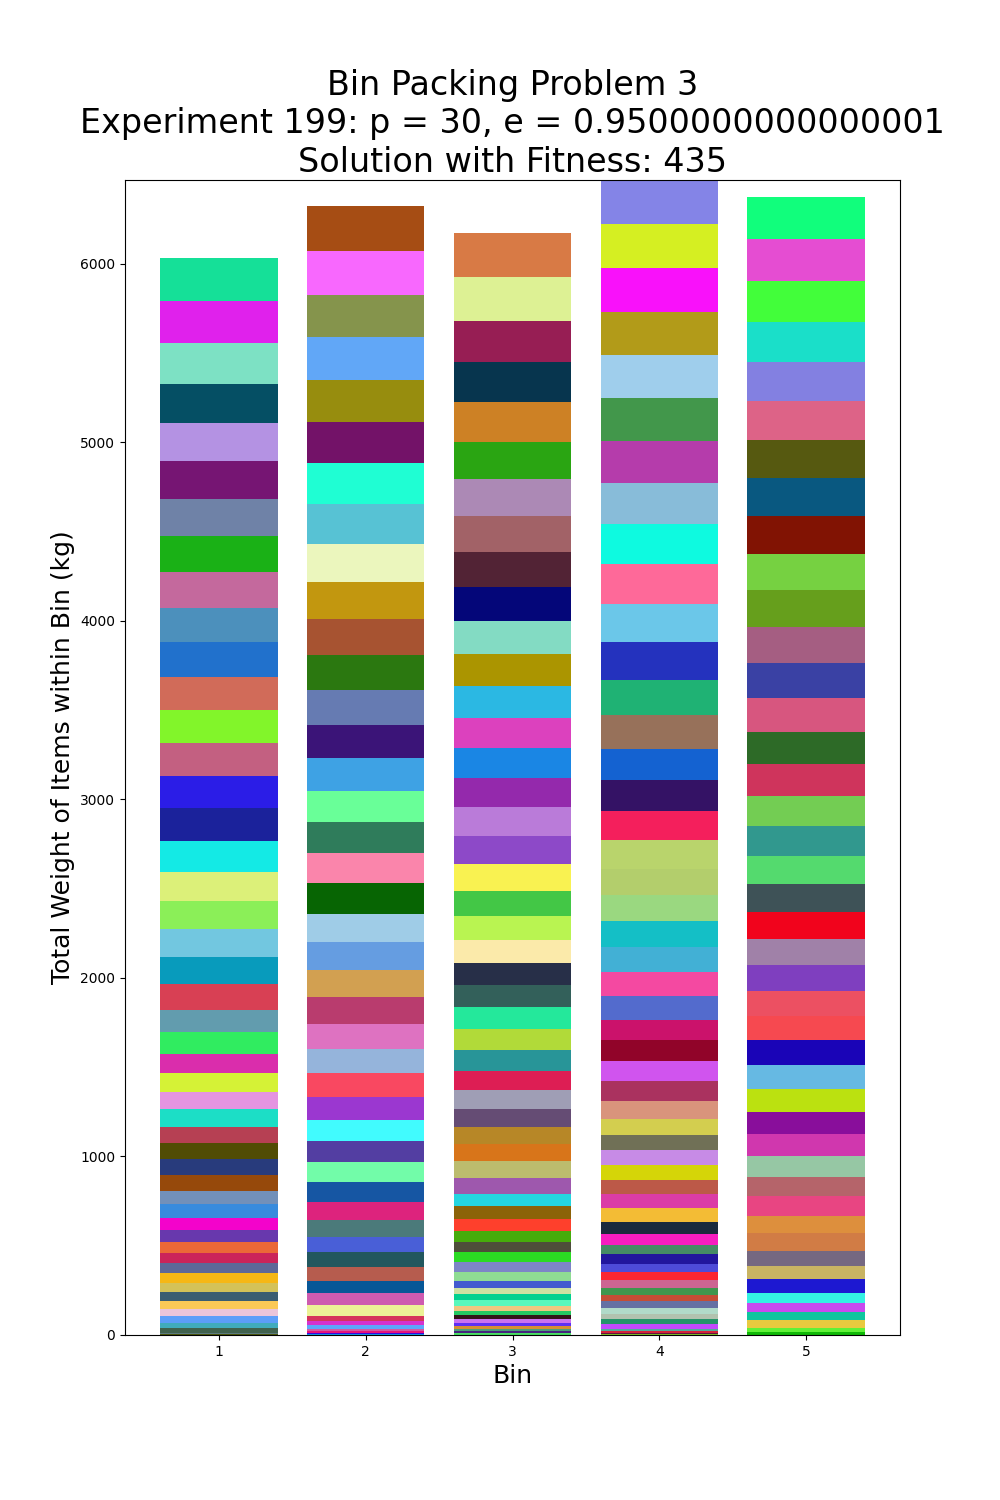 Bin Packing Problem 3
Experiment 199: p = 30, e = 0.9500000000000001
Solution with Fitness: 435
Total Weight of Items within Bin (kg)
6000
5000
4000
3000
2000
1000
0
1 2 3 4 5
Bin